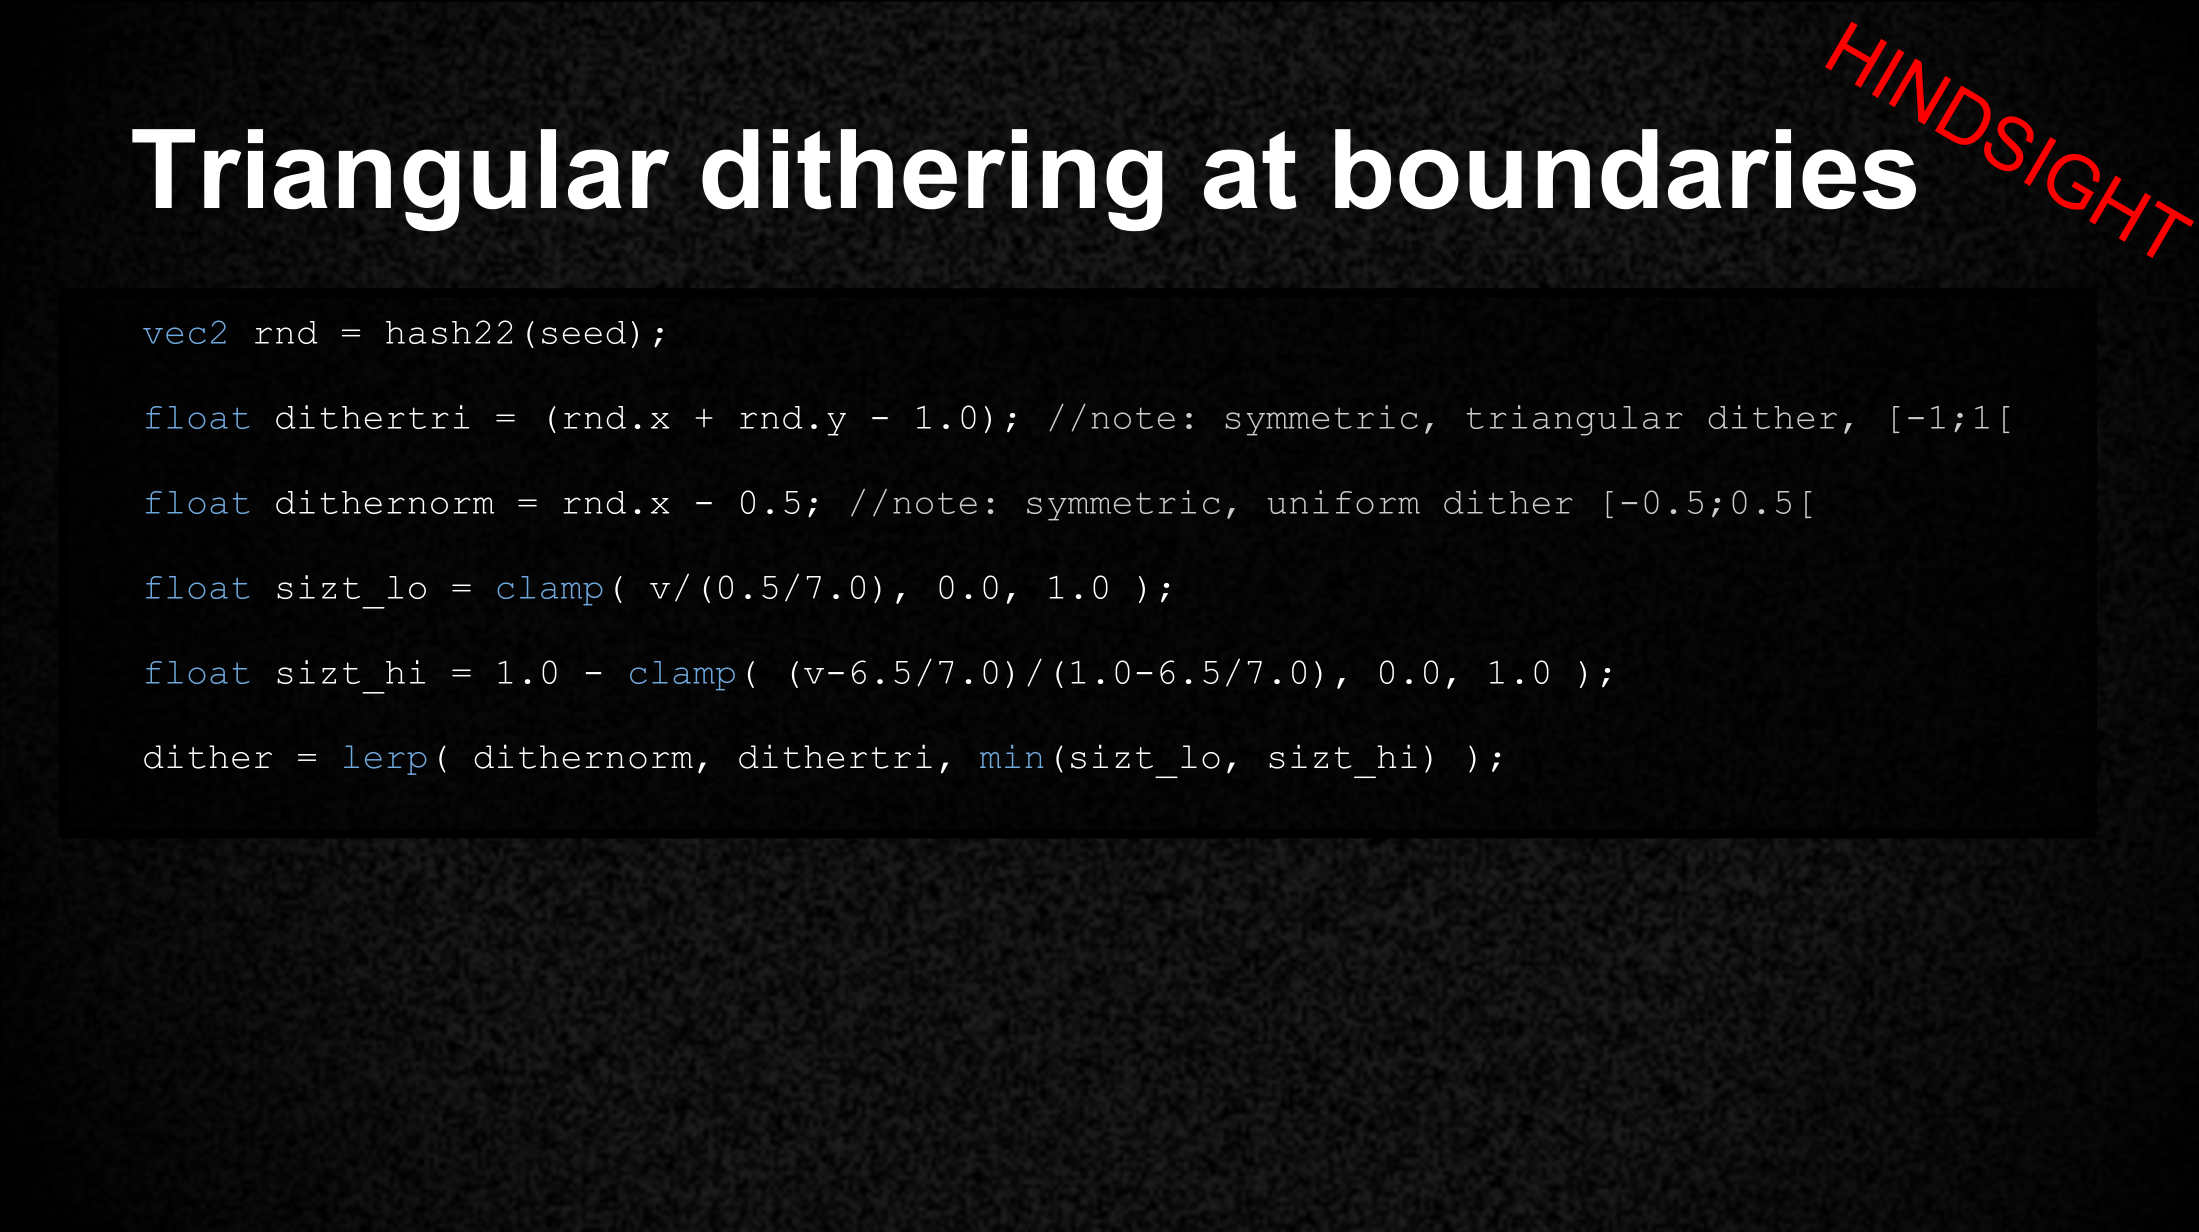 HINDSIGHT
Triangular dithering at boundaries
vec2 rnd = hash22(seed);
float dithertri = (rnd.x + rnd.y - 1.0); //note: symmetric, triangular dither, [-1;1[
float dithernorm = rnd.x - 0.5; //note: symmetric, uniform dither [-0.5;0.5[
float sizt_lo = clamp( v/(0.5/7.0), 0.0, 1.0 );
float sizt_hi = 1.0 - clamp( (v-6.5/7.0)/(1.0-6.5/7.0), 0.0, 1.0 );
dither = lerp( dithernorm, dithertri, min(sizt_lo, sizt_hi) );